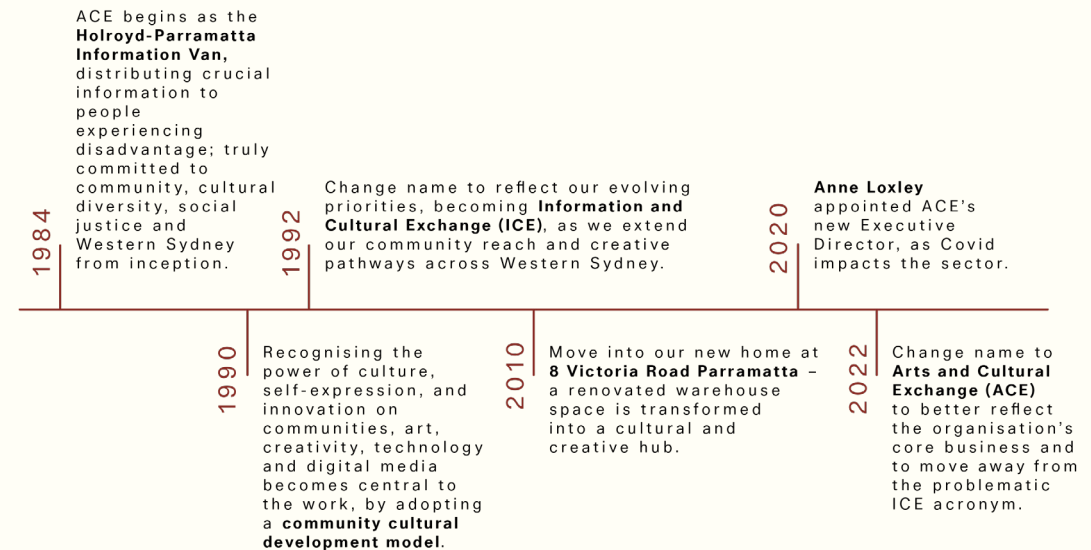 1984
ACE begins as the
Holroyd-Parramatta
Information Van,
distributing crucial
information to
people
experiencing
disadvantage; truly
committed to
community, cultural
diversity, social
justice and
Western Sydney
from inception.
1990
Recognising the
power of culture,
self-expression, and
innovation on
communities, art,
creativity, technology
and digital media
becomes central to
the work, by adopting
a community cultural
development model.
1992
Change name to reflect our evolving
priorities, becoming Information and
Cultural Exchange (ICE), as we extend
our community reach and creative
pathways across Western Sydney.
2010
Move into our new home at
8 Victoria Road Parramatta –
a renovated warehouse
space is transformed
into a cultural and
creative hub.
2020
Anne Loxley
appointed ACE's
new Executive
Director, as Covid
impacts the sector.
2022
Change name to
Arts and Cultural
Exchange (ACE)
to better reflect
the organisation's
core business and
to move away from
the problematic
ICE acronym.